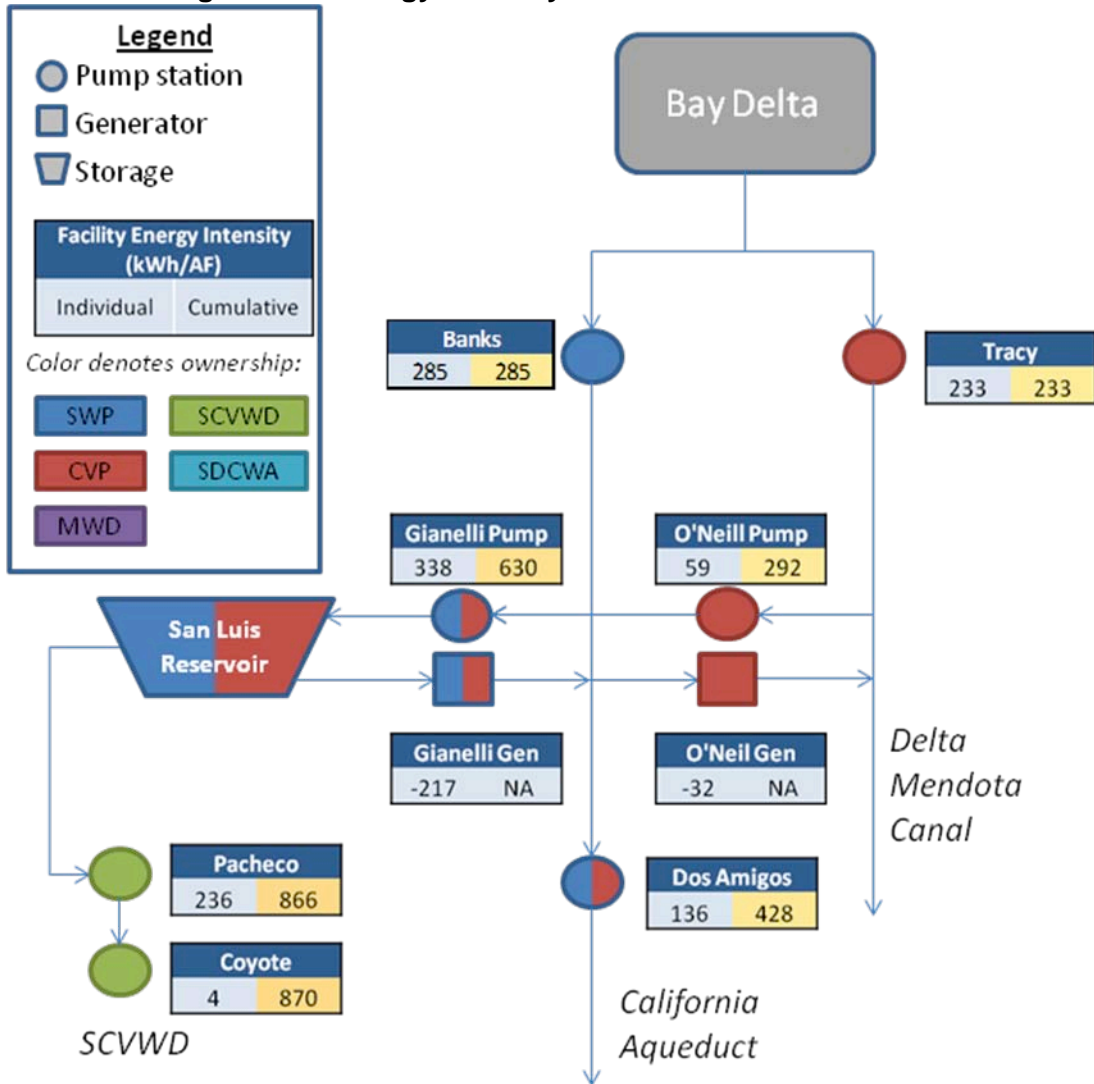 Legend
Pump station
Generator
Storage
Facility Energy Intensity
(kWh/AF)
Individual Cumulative
Color denotes ownership:
SWP SCVWD
CVP SDCWA
MWD
Bay Delta
Banks
285 285
Tracy
233 233
Gianelli Pump
338 630
O'Neill Pump
59 292
San Luis
Reservoir
Gianelli Gen
-217 NA
O'Neil Gen
-32 NA
Delta
Mendota
Canal
Pacheco
236 866
Dos Amigos
136 428
Coyote
4 870
SCVWD
California
Aqueduct